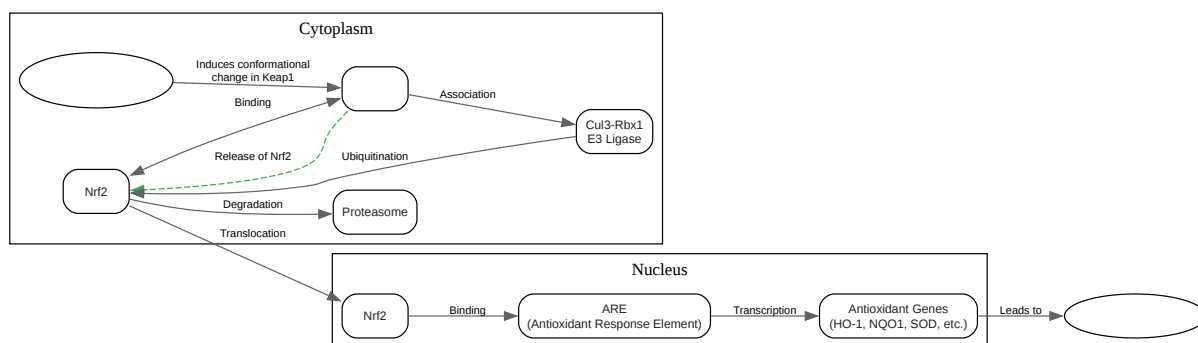 Cytoplasm
Induces conformational
change in Keap1
Binding
Association
Cul3-Rbx1
E3 Ligase
Release of Nrf2
Ubiquitination
Nrf2
Degradation
Proteasome
Translocation
Nucleus
Nrf2
Binding
ARE
(Antioxidant Response Element)
Transcription
Antioxidant Genes
(HO-1, NQO1, SOD, etc.)
Leads to